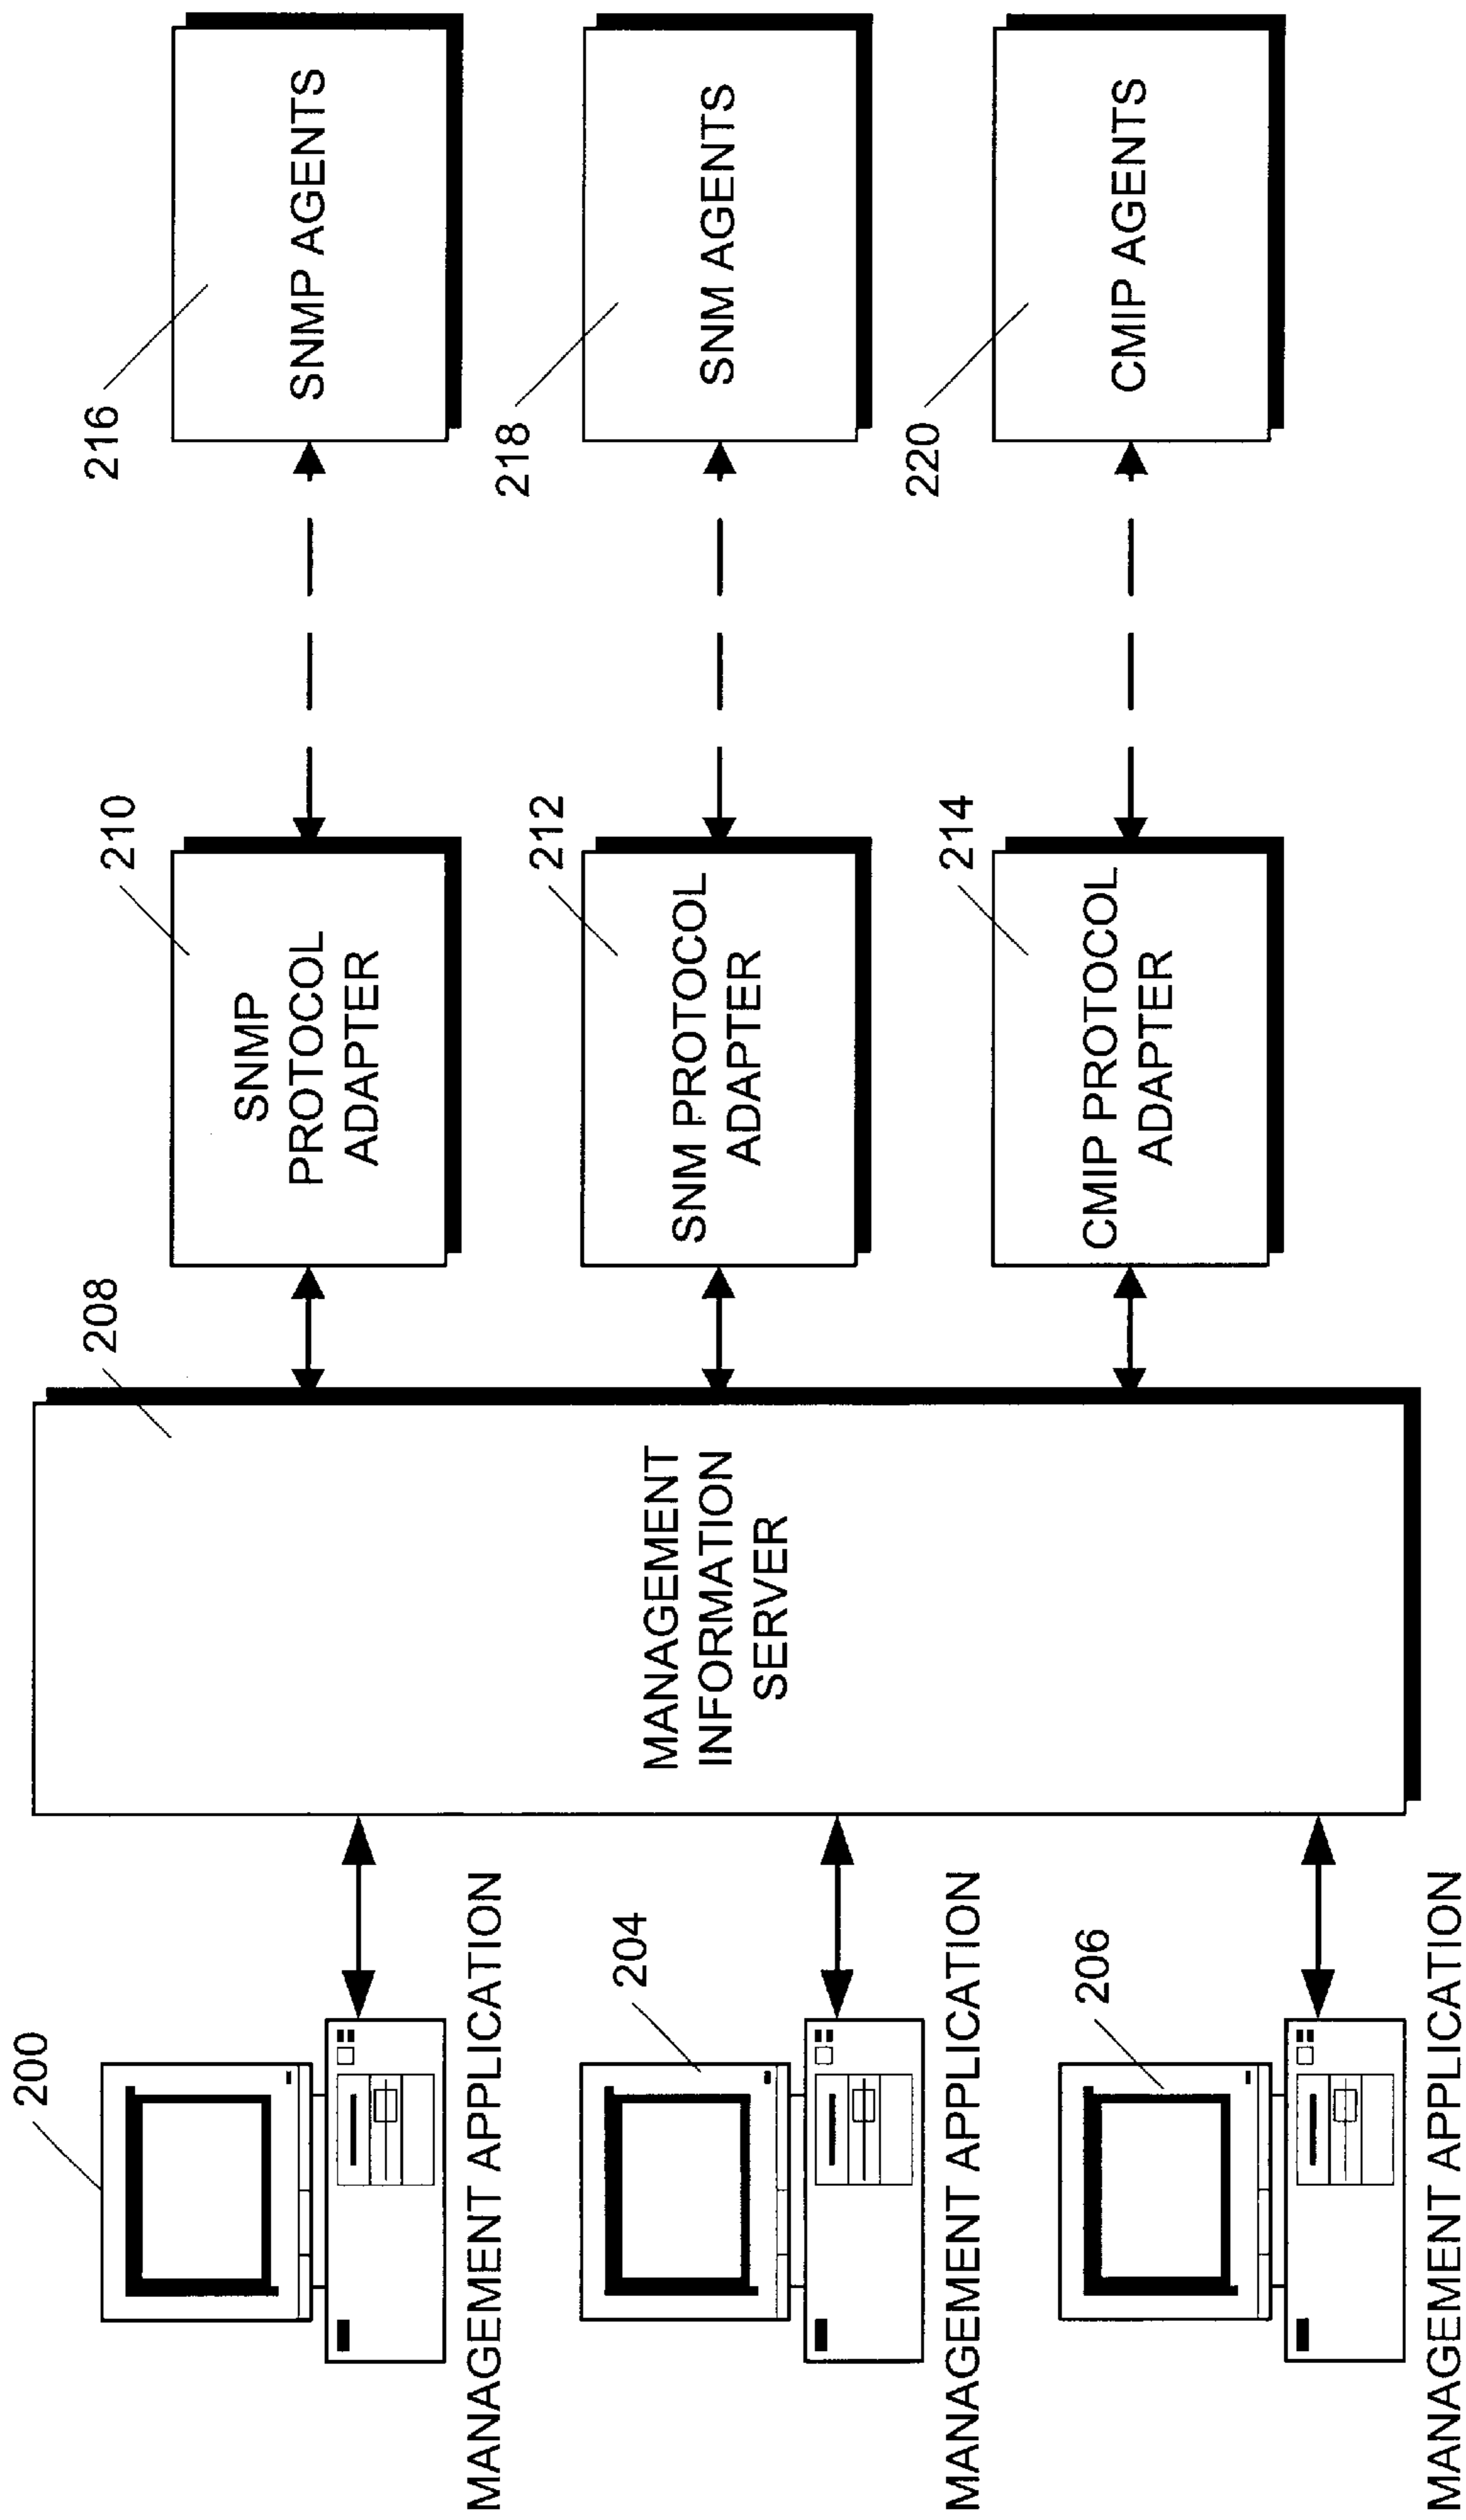 200
MANAGEMENT APPLICATION
204
MANAGEMENT APPLICATION
206
MANAGEMENT APPLICATION
208
MANAGEMENT
INFORMATION
SERVER
210
SNMP
PROTOCOL
ADAPTER
212
SNM PROTOCOL
ADAPTER
214
CMIP PROTOCOL
ADAPTER
216
SNMP AGENTS
218
SNM AGENTS
220
CMIP AGENTS